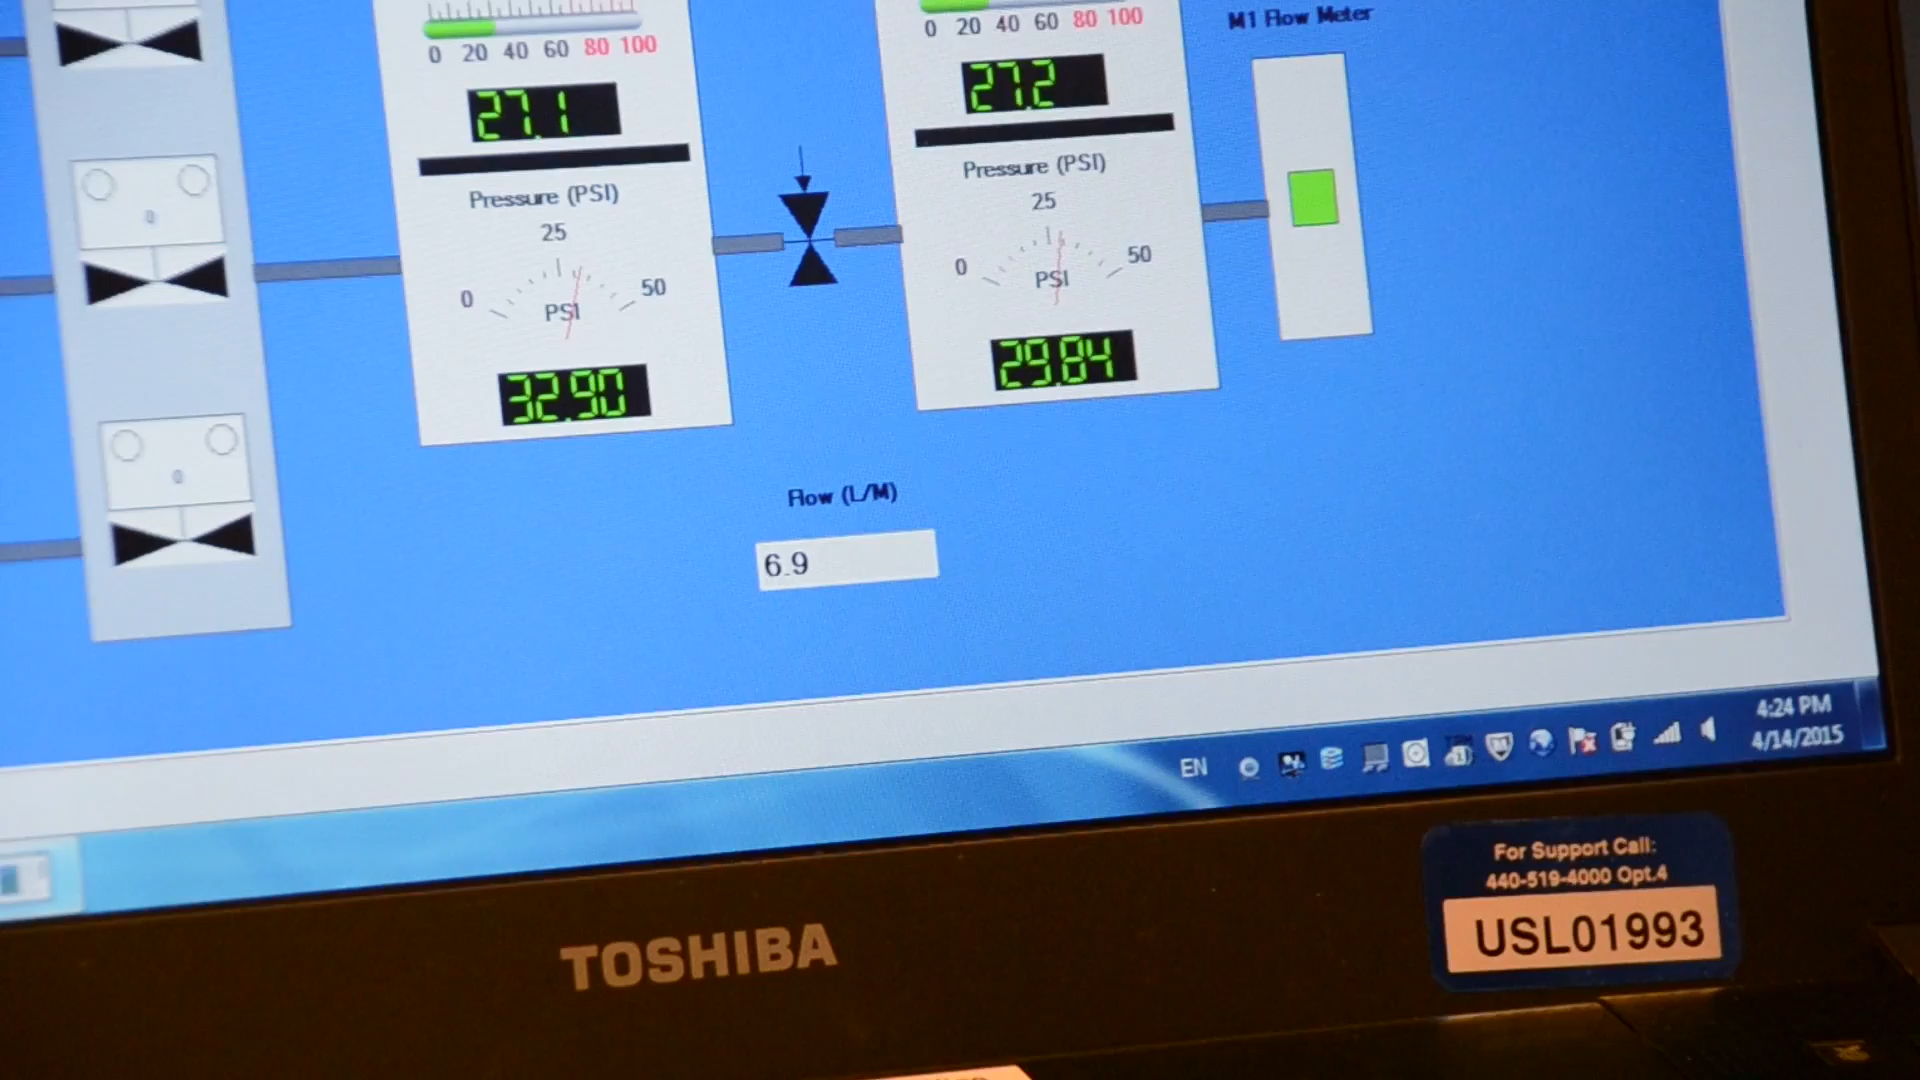 0 20 40 60 80 100
27.1
Pressure (PSI)
25
0
50
PSI
32.90
0 20 40 60 80 100
27.2
Pressure (PSI)
25
0
50
PSI
29.84
M1 Flow Meter
0
0
Flow (L/M)
6.9
EN
4:24 PM
4/14/2015
TOSHIBA
For Support Call:
440-519-4000 Opt.4
USL01993